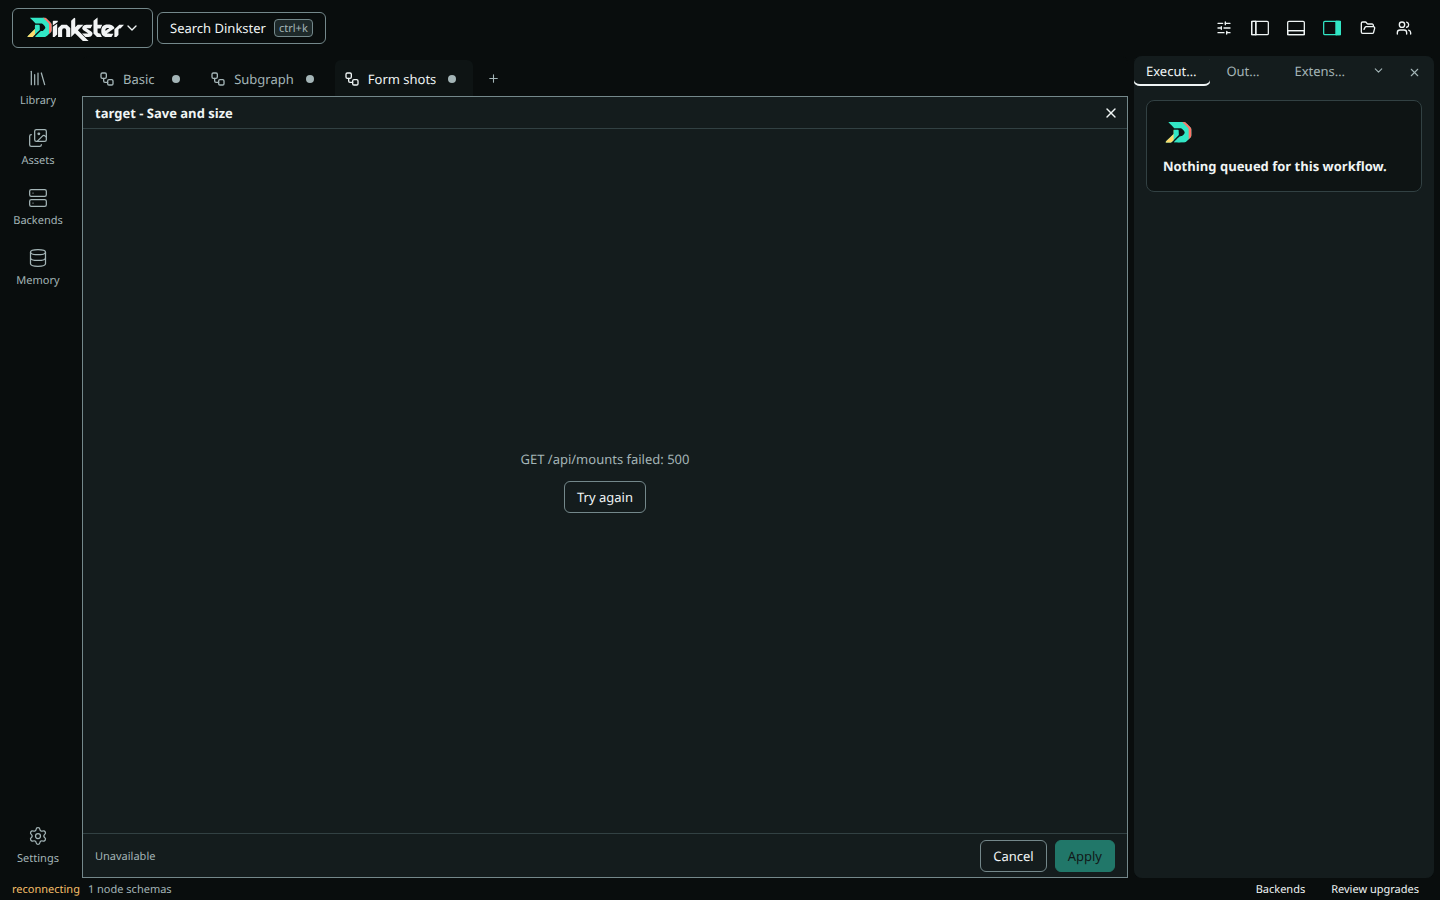 Dinkster
Search Dinkster ctrl+k
Library
Assets
Backends
Memory
Settings
Basic
Subgraph
Form shots
target - Save and size
GET /api/mounts failed: 500
Try again
Unavailable
Cancel
Apply
Execut...
Out...
Extens...
Nothing queued for this workflow.
reconnecting
1 node schemas
Backends
Review upgrades